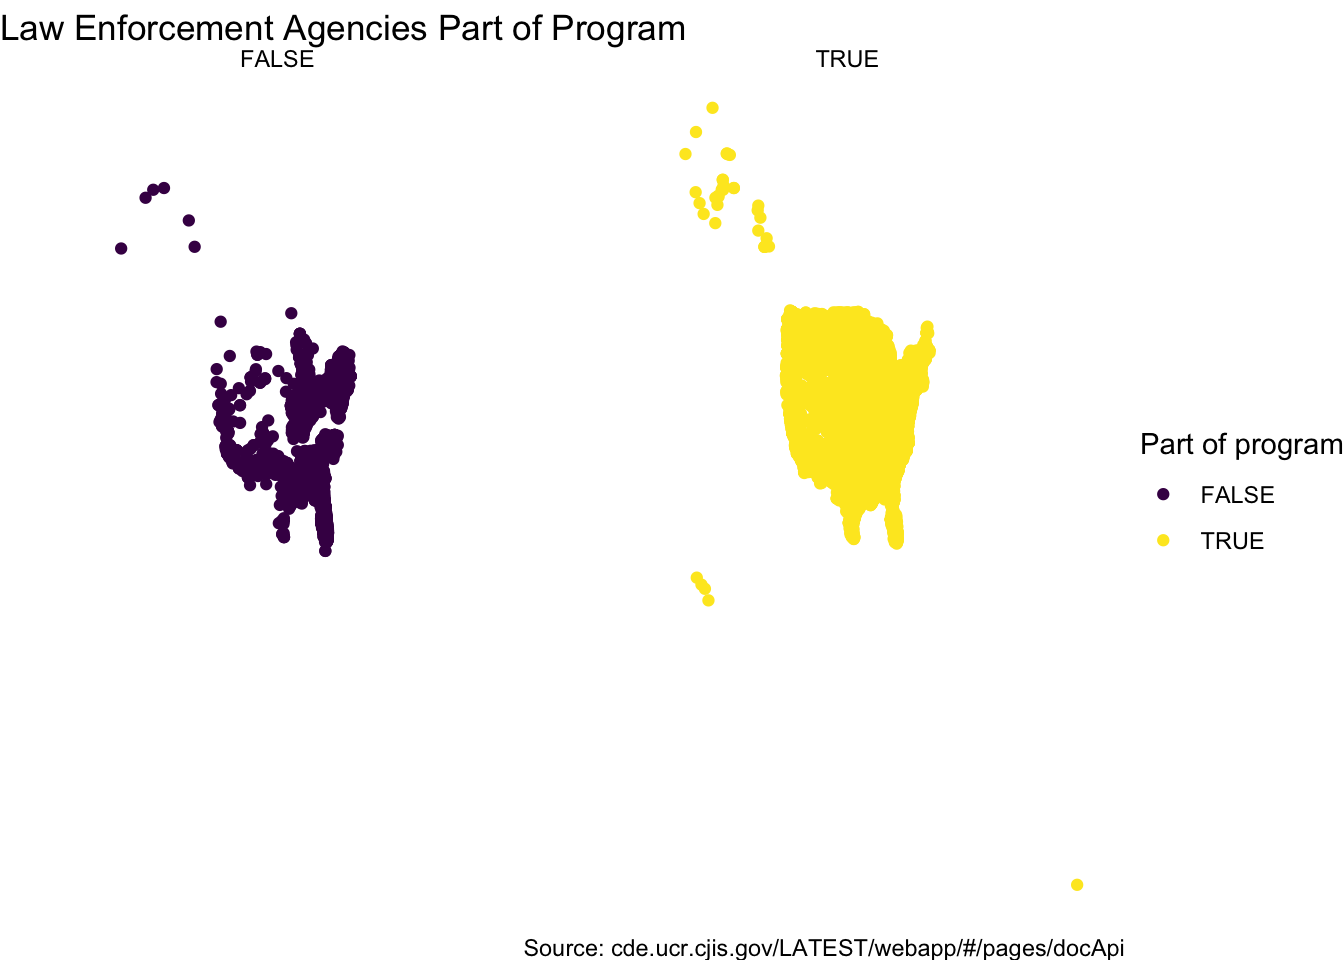 Law Enforcement Agencies Part of Program
FALSE
TRUE
Part of program
FALSE
TRUE
Source: cde.ucr.cjis.gov/LATEST/webapp/#/pages/docApi